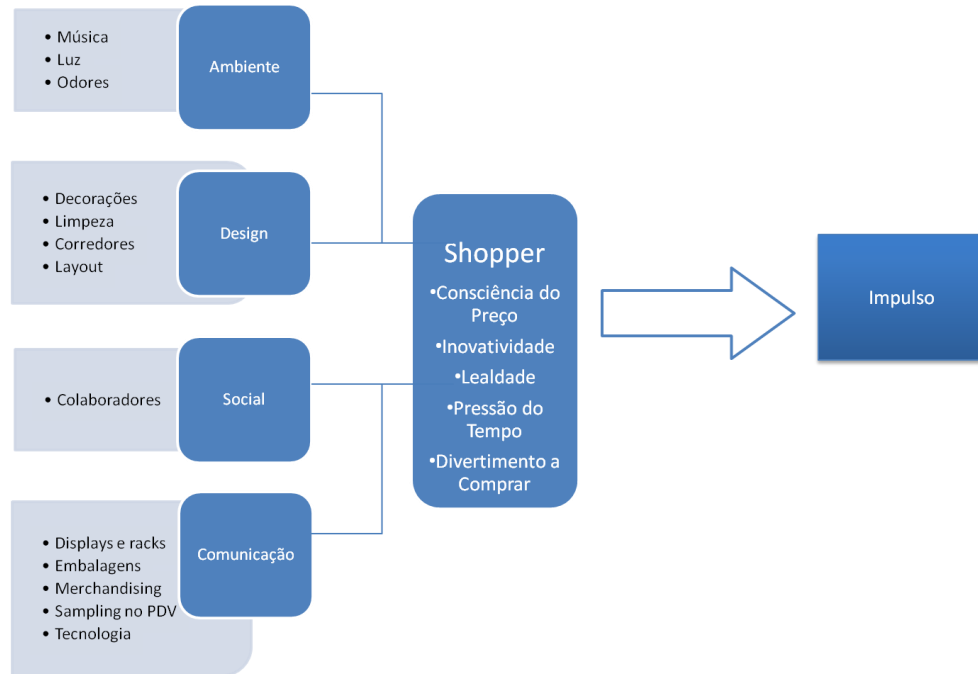 • Música
• Luz
• Odores
Ambiente
• Decorações
• Limpeza
• Corredores
• Layout
Design
• Colaboradores
Social
• Displays e racks
• Embalagens
• Merchandising
• Sampling no PDV
• Tecnologia
Comunicação
Shopper
•Consciência do
Preço
•Inovatividade
•Lealdade
•Pressão do
Tempo
•Divertimento a
Comprar
Impulso